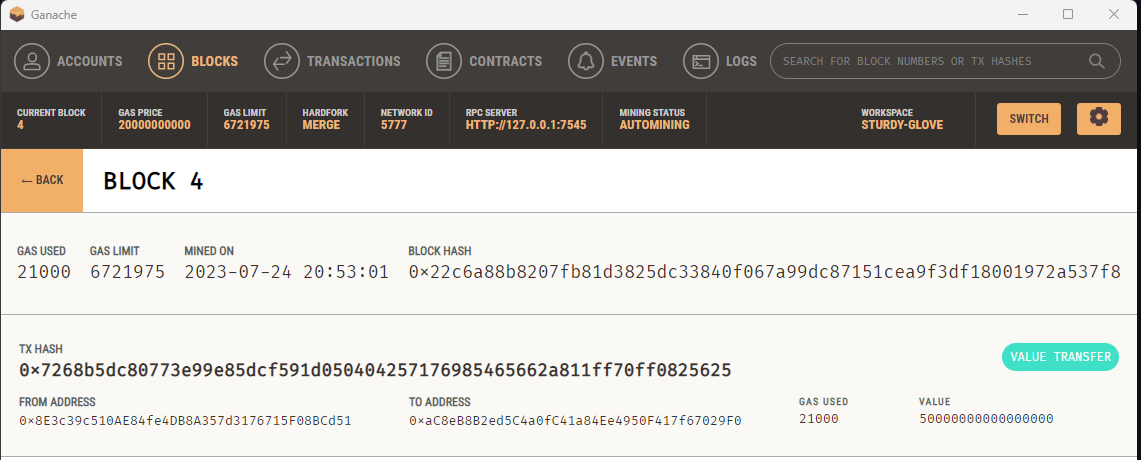 Ganache
ACCOUNTS BLOCKS TRANSACTIONS CONTRACTS EVENTS LOGS SEARCH FOR BLOCK NUMBERS OR TX HASHES
CURRENT BLOCK GAS PRICE GAS LIMIT HARDFORK NETWORK ID RPC SERVER MINING STATUS WORKSPACE
4 20000000000 6721975 MERGE 5777 HTTP://127.0.0.1:7545 AUTOMINING STURDY-GLOVE SWITCH
← BACK BLOCK 4
GAS USED GAS LIMIT MINED ON BLOCK HASH
21000 6721975 2023-07-24 20:53:01 0×22c6a88b8207fb81d3825dc33840f067a99dc87151cea9f3df18001972a537f8
TX HASH
0×7268b5dc80773e99e85dcf591d050404257176985465662a811ff70ff0825625 VALUE TRANSFER
FROM ADDRESS TO ADDRESS GAS USED VALUE
0×8E3c39c510AE84fe4DB8A357d3176715F08BCd51 0×aC8eB8B2ed5C4a0fC41a84Ee4950F417f67029F0 21000 50000000000000000